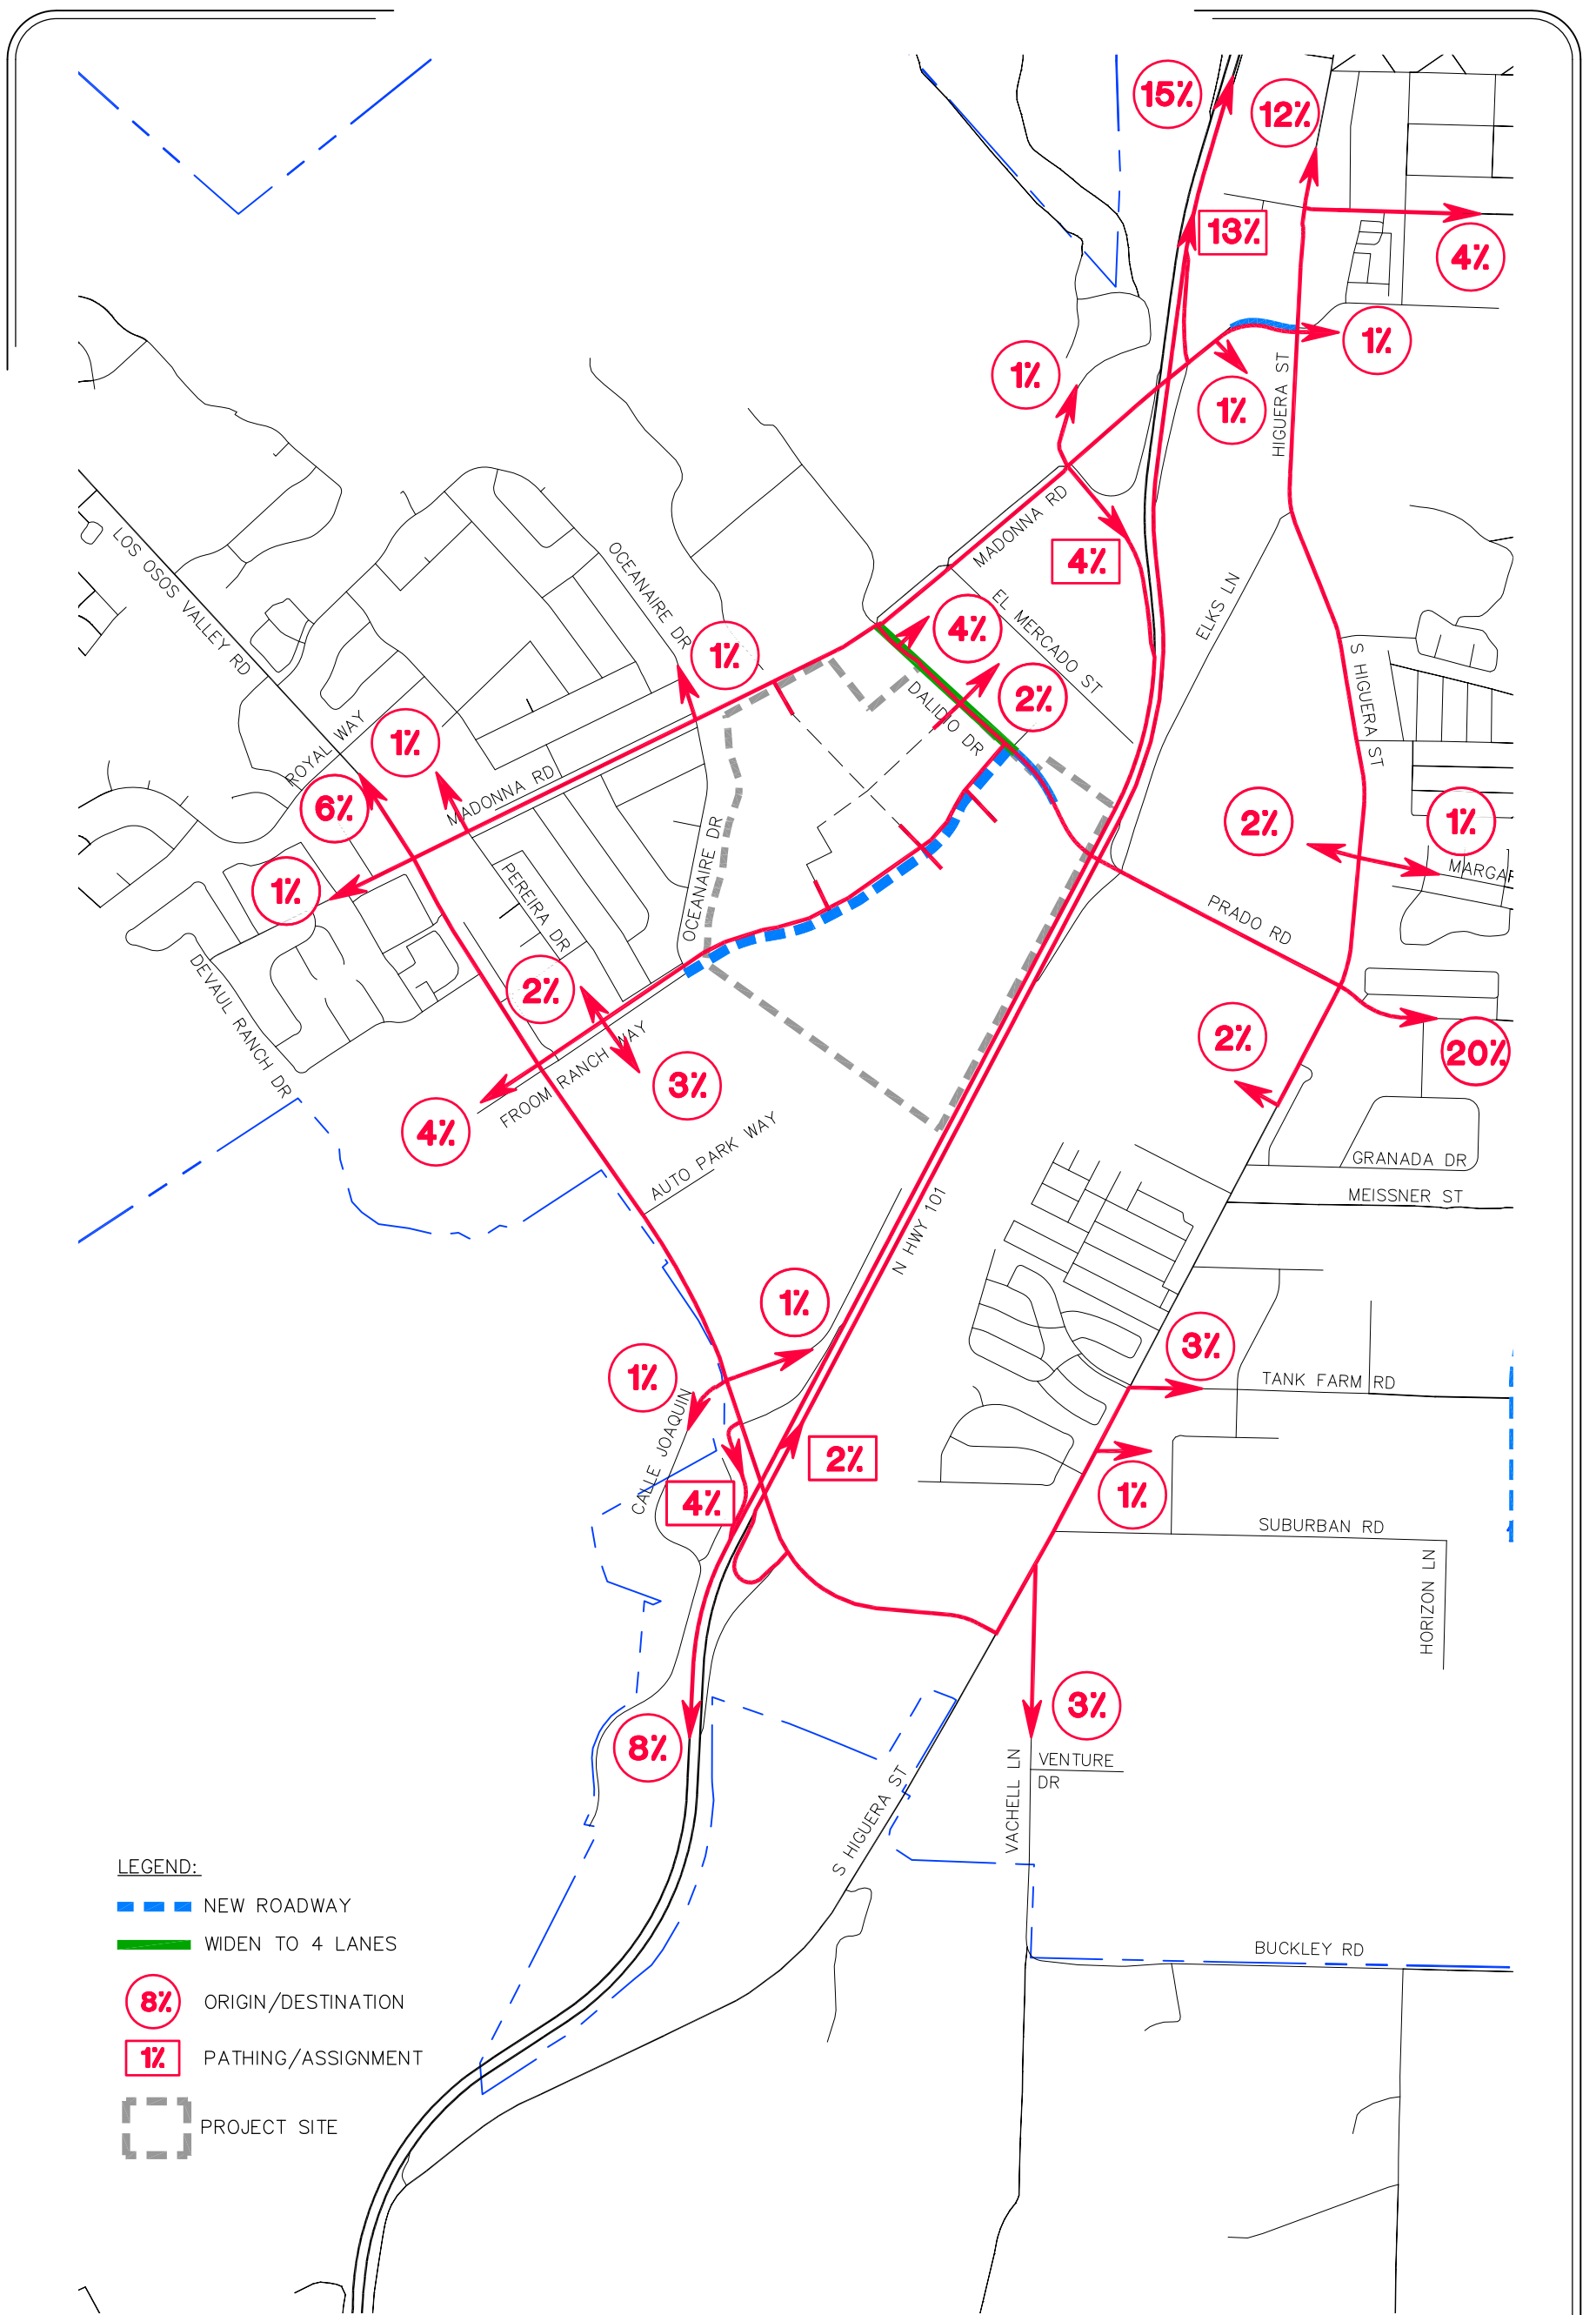 15%
12%
13%
4%
1%
1%
1%
HIGUERA ST
MADONNA RD
4%
LOS OSOS VALLEY RD
OCEANAIRE DR
EL MERCADO ST
ELKS LN
4%
1%
2%
S HIGUERA ST
DALIDIO DR
ROYAL WAY
1%
6%
MADONNA RD
2%
1%
MARGAR
OCEANAIRE DR
1%
PEREIRA DR
PRADO RD
DEVAUL RANCH DR
2%
2%
20%
FROOM RANCH WAY
3%
4%
AUTO PARK WAY
GRANADA DR
MEISSNER ST
N HWY 101
1%
3%
1%
TANK FARM RD
CALLE JOAQUIN
2%
4%
1%
SUBURBAN RD
HORIZON LN
3%
8%
VENTURE
DR
VACHELL LN
S HIGUERA ST
LEGEND:
NEW ROADWAY
WIDEN TO 4 LANES
BUCKLEY RD
8% ORIGIN/DESTINATION
1% PATHING/ASSIGNMENT
PROJECT SITE